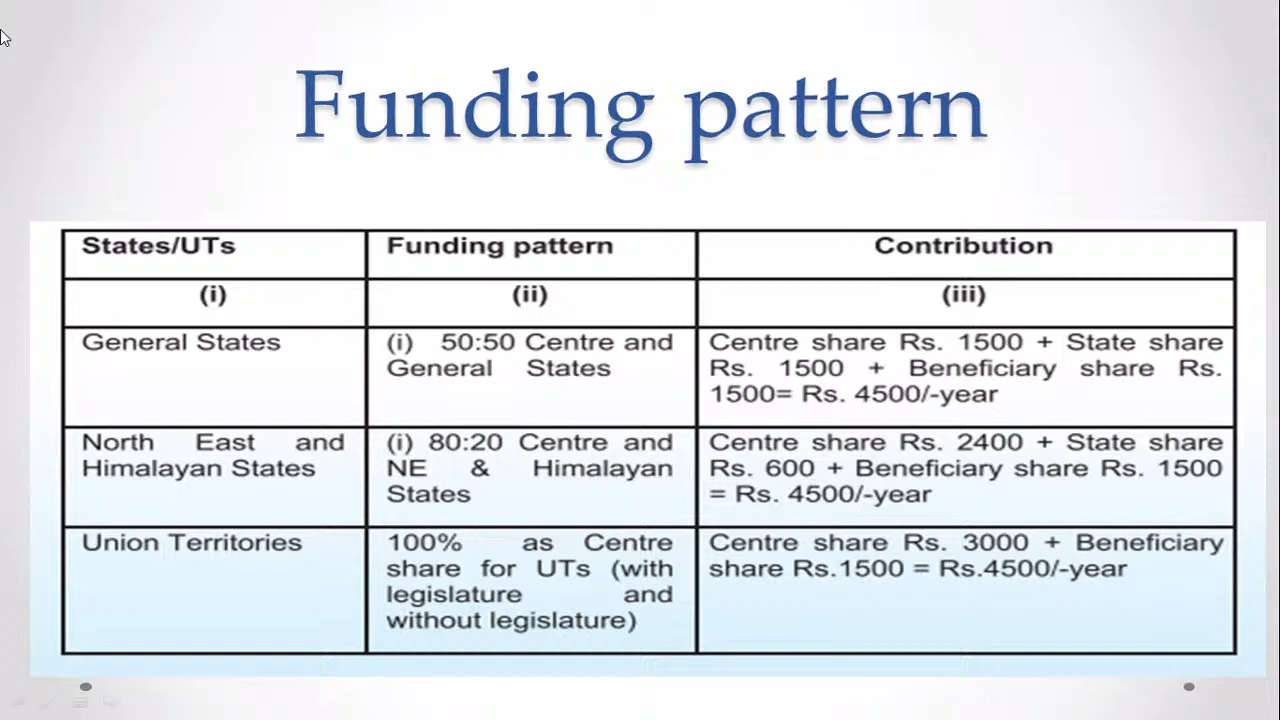 Funding pattern
States/UTs
Funding pattern
Contribution
(i)
(ii)
(iii)
General States
(i) 50:50 Centre and
General States
Centre share Rs. 1500 + State share
Rs. 1500 + Beneficiary share Rs.
1500= Rs. 4500/-year
North East and
Himalayan States
(i) 80:20 Centre and
NE & Himalayan
States
Centre share Rs. 2400 + State share
Rs. 600 + Beneficiary share Rs. 1500
= Rs. 4500/-year
Union Territories
100% as Centre
share for UTs (with
legislature and
without legislature)
Centre share Rs. 3000 + Beneficiary
share Rs.1500 = Rs.4500/-year